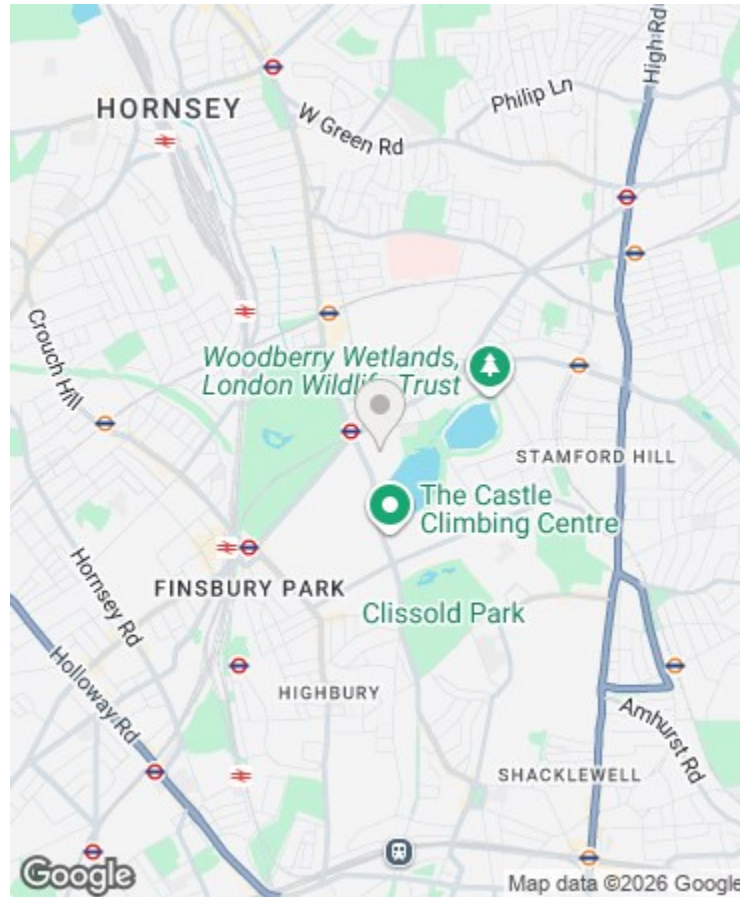 High Rd
Philip Ln
HORNSEY
W Green Rd
Crouch Hill
Woodberry Wetlands,
London Wildlife Trust
STAMFORD HILL
The Castle
Climbing Centre
Hornsey Rd
FINSBURY PARK
Clissold Park
Holloway Rd
HIGHBURY
Amhurst Rd
SHACKLEWELL
Google
Map data ©2026 Google